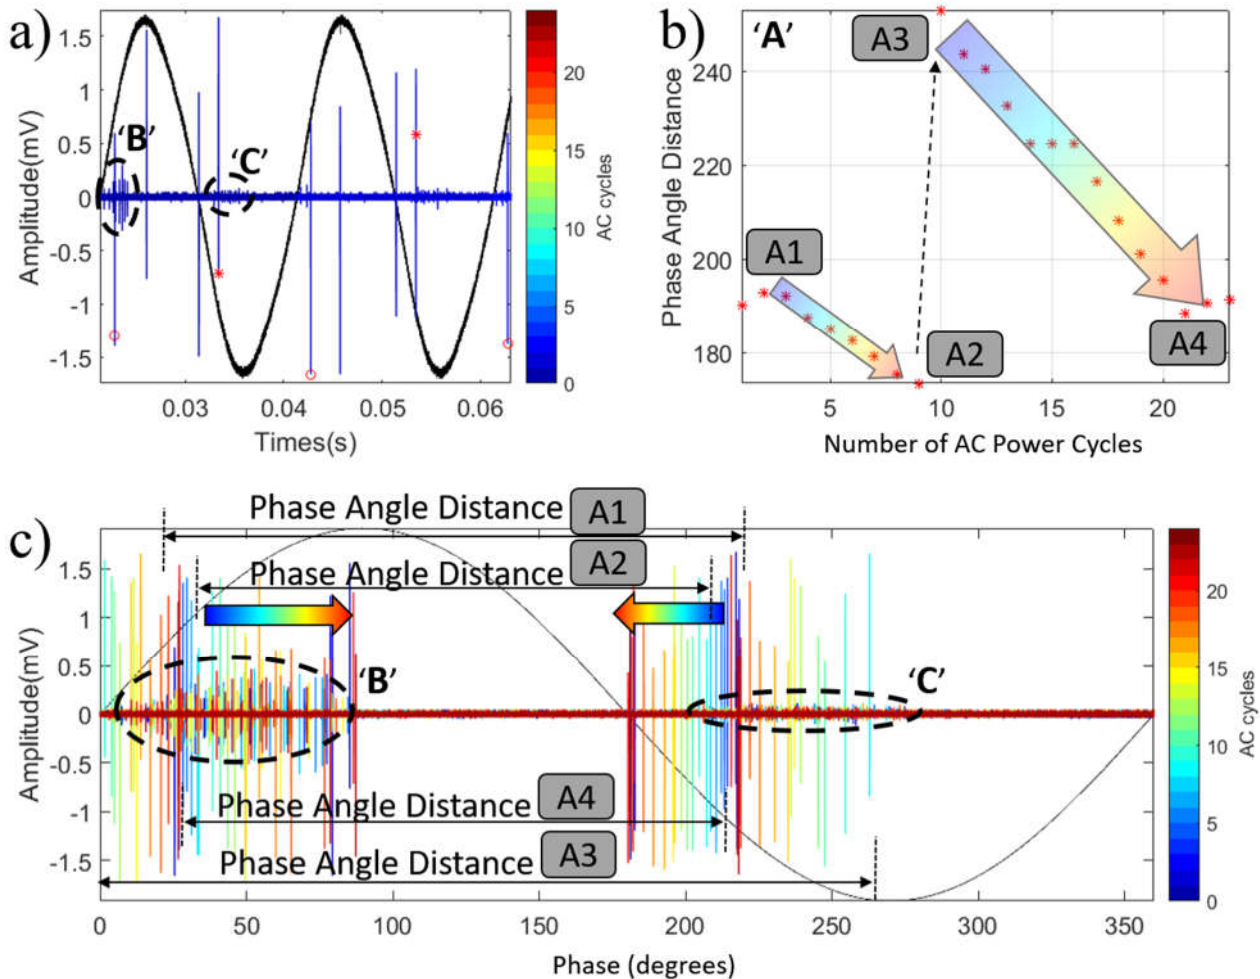 a)
1.5
1
0.5
0
-0.5
-1
-1.5
Amplitude(mV)
'B'
'C'
0.03
0.04
0.05
0.06
Times(s)
20
15
10
5
0
AC cycles
b)
'A'
240
220
200
180
Phase Angle Distance
A3
A1
A2
A4
5
10
15
20
Number of AC Power Cycles
c)
Phase Angle Distance A1
Phase Angle Distance A2
1.5
1
0.5
0
-0.5
-1
-1.5
Amplitude(mV)
'B'
'C'
Phase Angle Distance A4
Phase Angle Distance A3
0
50
100
150
200
250
300
350
Phase (degrees)
20
15
10
5
0
AC cycles